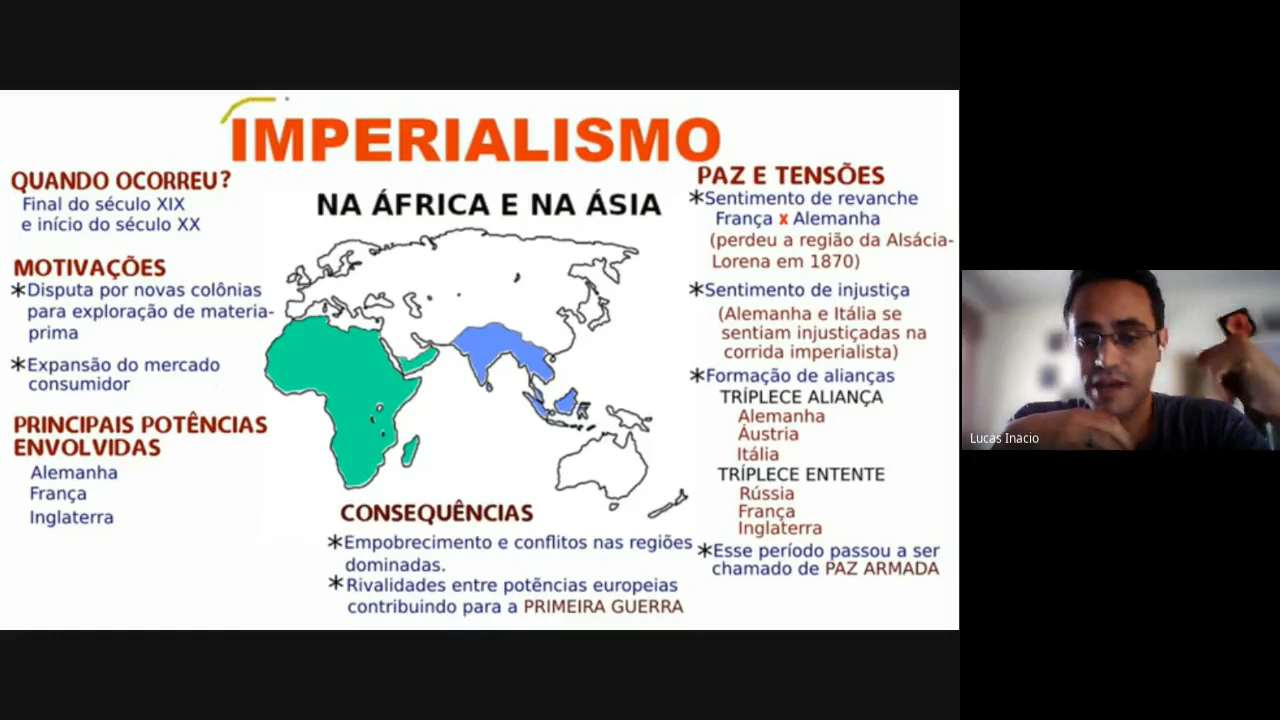 IMPERIALISMO
NA ÁFRICA E NA ÁSIA
QUANDO OCORREU?
Final do século XIX
e início do século XX
MOTIVAÇÕES
*Disputa por novas colônias
para exploração de materia-
prima
*Expansão do mercado
consumidor
PRINCIPAIS POTÊNCIAS
ENVOLVIDAS
Alemanha
França
Inglaterra
CONSEQUÊNCIAS
*Empobrecimento e conflitos nas regiões
dominadas.
*Rivalidades entre potências europeias
contribuindo para a PRIMEIRA GUERRA
PAZ E TENSÕES
*Sentimento de revanche
França x Alemanha
(perdeu a região da Alsácia-
Lorena em 1870)
*Sentimento de injustiça
(Alemanha e Itália se
sentiam injustiçadas na
corrida imperialista)
*Formação de alianças
TRÍPLECE ALIANÇA
Alemanha
Áustria
Itália
TRÍPLECE ENTENTE
Rússia
França
Inglaterra
*Esse período passou a ser
chamado de PAZ ARMADA
Lucas Inacio